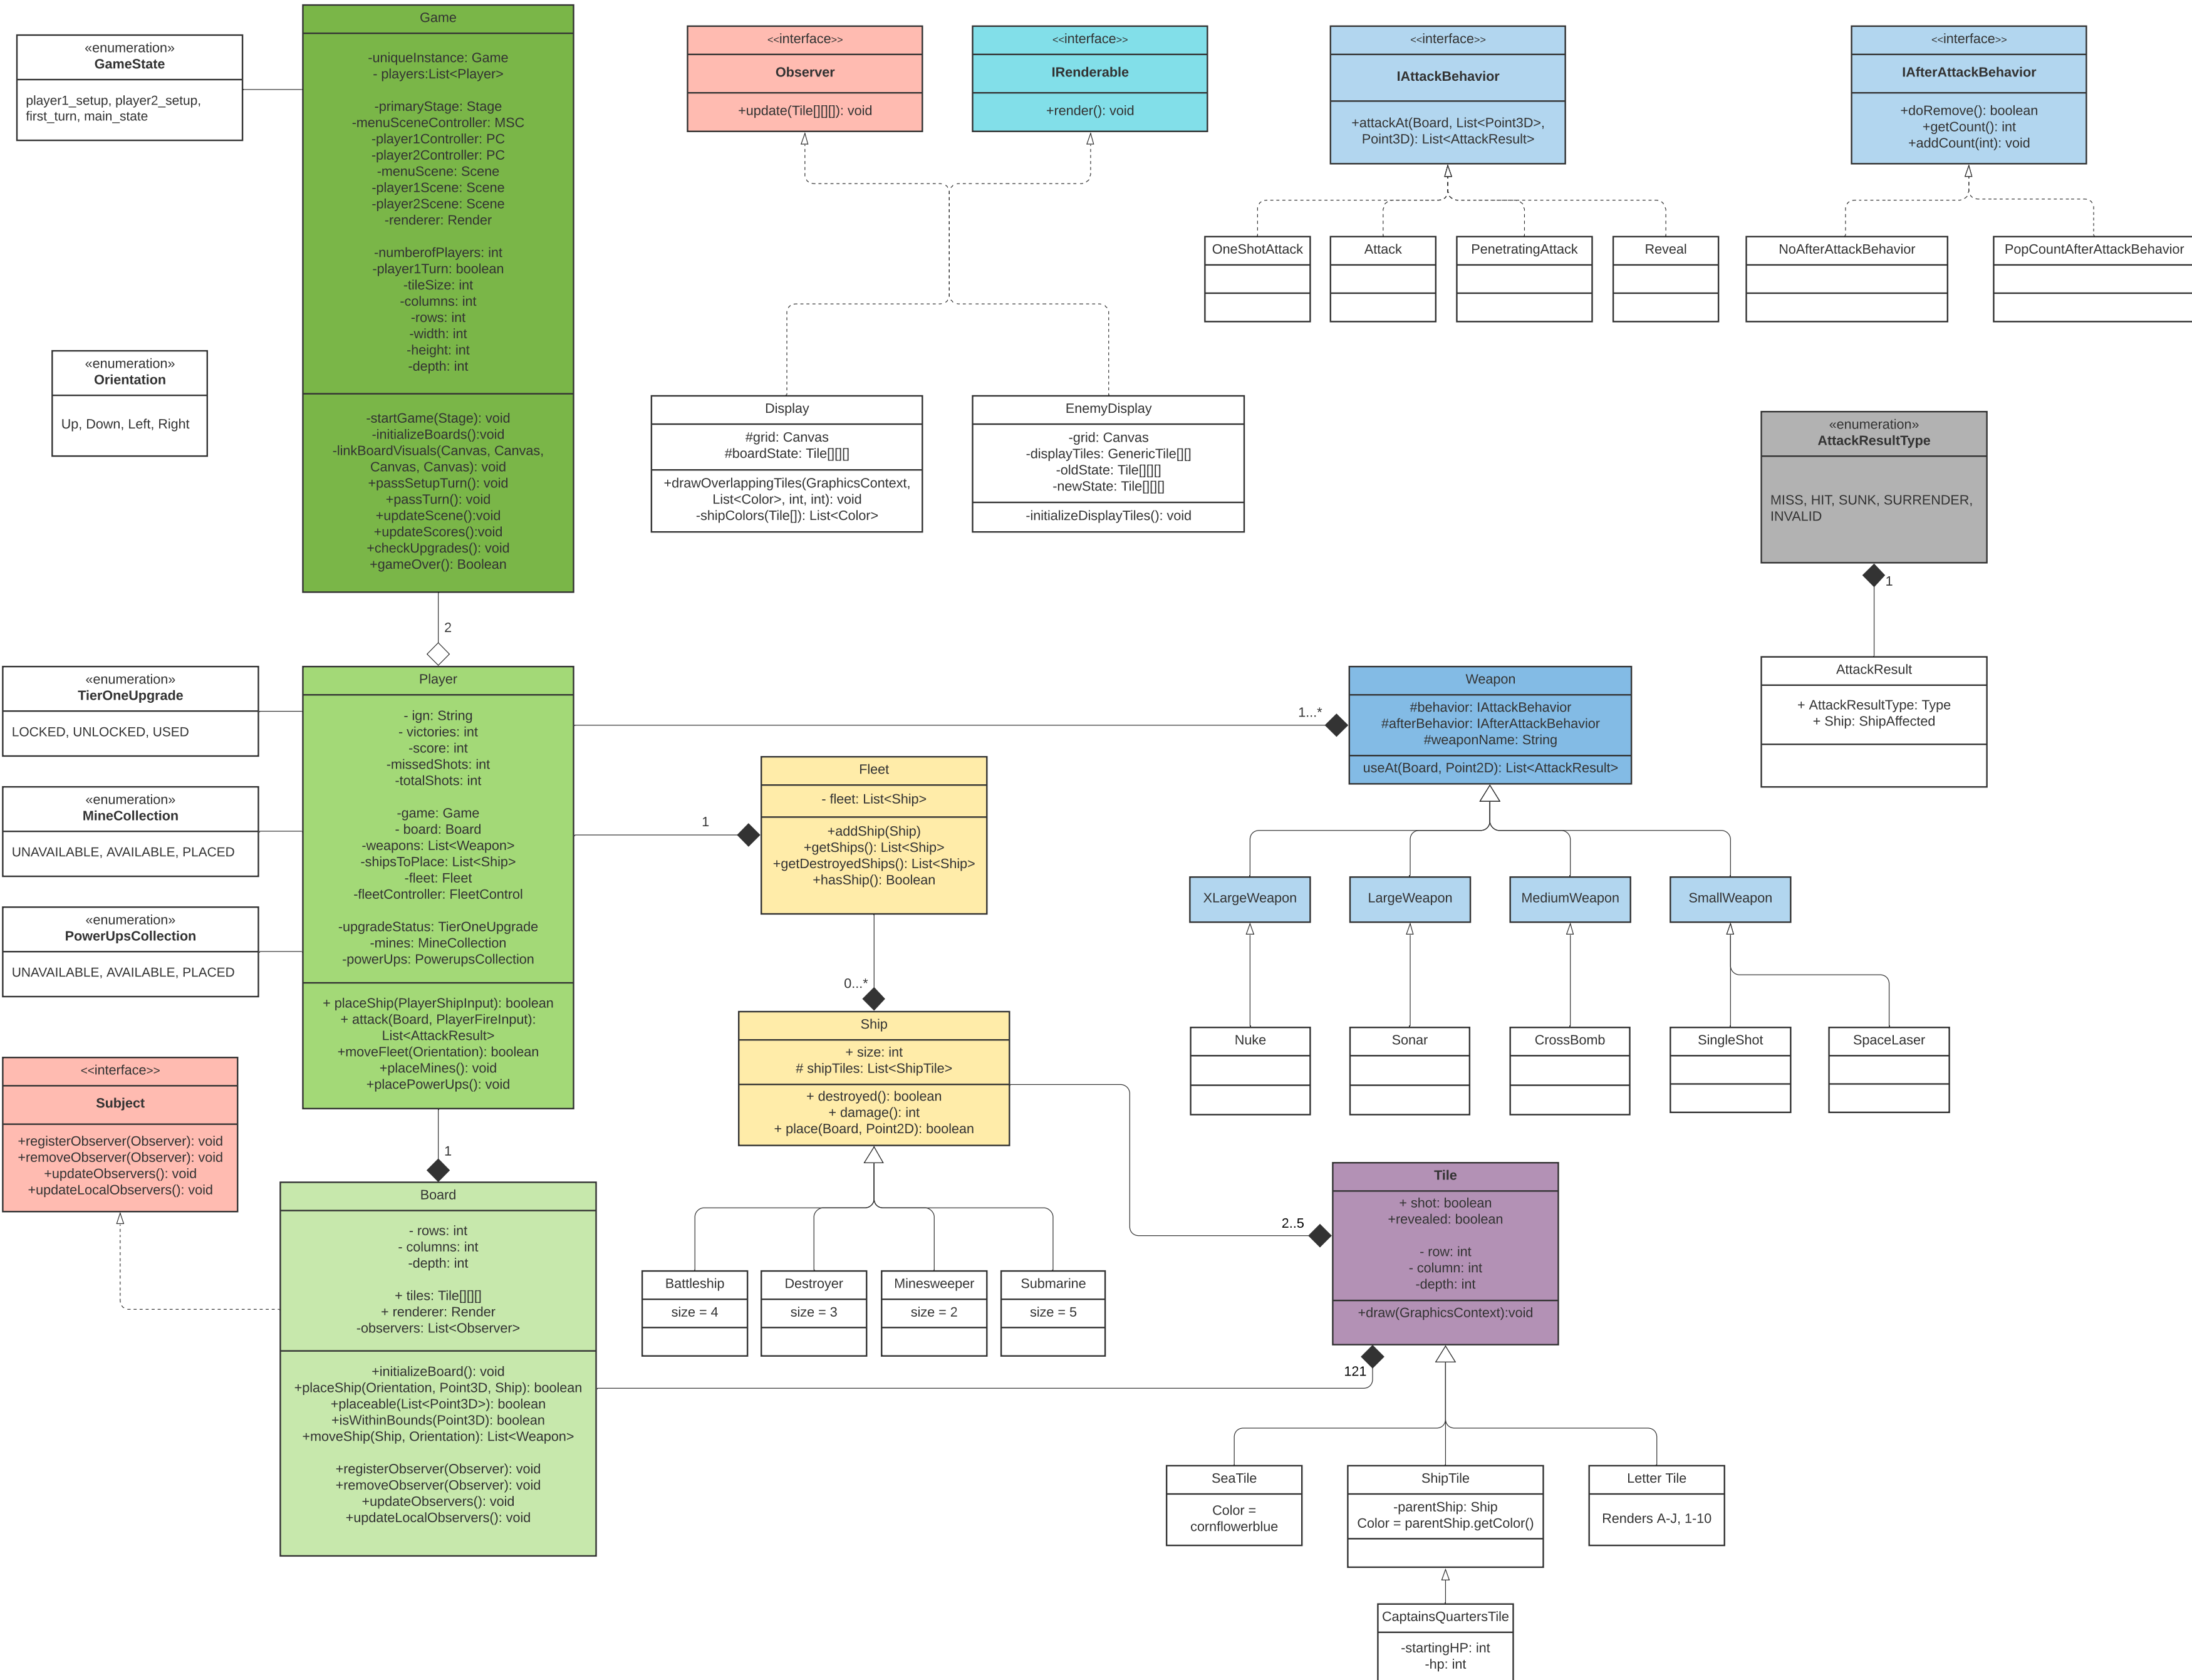 Game
-uniqueInstance: Game
- players:List<Player>
-primaryStage: Stage
-menuSceneController: MSC
-player1Controller: PC
-player2Controller: PC
-menuScene: Scene
-player1Scene: Scene
-player2Scene: Scene
-renderer: Render
-numberofPlayers: int
-player1Turn: boolean
-tileSize: int
-columns: int
-rows: int
-width: int
-height: int
-depth: int
-startGame(Stage): void
-initializeBoards():void
-linkBoardVisuals(Canvas, Canvas,
Canvas, Canvas): void
+passSetupTurn(): void
+passTurn(): void
+updateScene():void
+updateScores():void
+checkUpgrades(): void
+gameOver(): Boolean
«enumeration»
GameState
player1_setup, player2_setup,
first_turn, main_state
«enumeration»
Orientation
Up, Down, Left, Right
<<interface>>
Observer
+update(Tile[][][]): void
<<interface>>
IRenderable
+render(): void
<<interface>>
IAttackBehavior
+attackAt(Board, List<Point3D>,
Point3D): List<AttackResult>
<<interface>>
IAfterAttackBehavior
+doRemove(): boolean
+getCount(): int
+addCount(int): void
OneShotAttack
Attack
PenetratingAttack
Reveal
NoAfterAttackBehavior
PopCountAfterAttackBehavior
Display
#grid: Canvas
#boardState: Tile[][][]
+drawOverlappingTiles(GraphicsContext,
List<Color>, int, int): void
-shipColors(Tile[]): List<Color>
EnemyDisplay
-grid: Canvas
-displayTiles: GenericTile[][]
-oldState: Tile[][][]
-newState: Tile[][][]
-initializeDisplayTiles(): void
«enumeration»
AttackResultType
MISS, HIT, SUNK, SURRENDER,
INVALID
1
AttackResult
+ AttackResultType: Type
+ Ship: ShipAffected
2
«enumeration»
TierOneUpgrade
LOCKED, UNLOCKED, USED
«enumeration»
MineCollection
UNAVAILABLE, AVAILABLE, PLACED
«enumeration»
PowerUpsCollection
UNAVAILABLE, AVAILABLE, PLACED
Player
- ign: String
- victories: int
-score: int
-missedShots: int
-totalShots: int
-game: Game
- board: Board
-weapons: List<Weapon>
-shipsToPlace: List<Ship>
-fleet: Fleet
-fleetController: FleetControl
-upgradeStatus: TierOneUpgrade
-mines: MineCollection
-powerUps: PowerupsCollection
+ placeShip(PlayerShipInput): boolean
+ attack(Board, PlayerFireInput):
List<AttackResult>
+moveFleet(Orientation): boolean
+placeMines(): void
+placePowerUps(): void
1...*
Weapon
#behavior: IAttackBehavior
#afterBehavior: IAfterAttackBehavior
#weaponName: String
useAt(Board, Point2D): List<AttackResult>
1
Fleet
- fleet: List<Ship>
+addShip(Ship)
+getShips(): List<Ship>
+getDestroyedShips(): List<Ship>
+hasShip(): Boolean
XLargeWeapon
LargeWeapon
MediumWeapon
SmallWeapon
Nuke
Sonar
CrossBomb
SingleShot
SpaceLaser
0...*
Ship
+ size: int
# shipTiles: List<ShipTile>
+ destroyed(): boolean
+ damage(): int
+ place(Board, Point2D): boolean
<<interface>>
Subject
+registerObserver(Observer): void
+removeObserver(Observer): void
+updateObservers(): void
+updateLocalObservers(): void
1
Board
- rows: int
- columns: int
-depth: int
+ tiles: Tile[][][]
+ renderer: Render
-observers: List<Observer>
+initializeBoard(): void
+placeShip(Orientation, Point3D, Ship): boolean
+placeable(List<Point3D>): boolean
+isWithinBounds(Point3D): boolean
+moveShip(Ship, Orientation): List<Weapon>
+registerObserver(Observer): void
+removeObserver(Observer): void
+updateObservers(): void
+updateLocalObservers(): void
Battleship
size = 4
Destroyer
size = 3
Minesweeper
size = 2
Submarine
size = 5
2..5
Tile
+ shot: boolean
+revealed: boolean
- row: int
- column: int
-depth: int
+draw(GraphicsContext):void
121
SeaTile
Color =
cornflowerblue
ShipTile
-parentShip: Ship
Color = parentShip.getColor()
Letter Tile
Renders A-J, 1-10
CaptainsQuartersTile
-startingHP: int
-hp: int